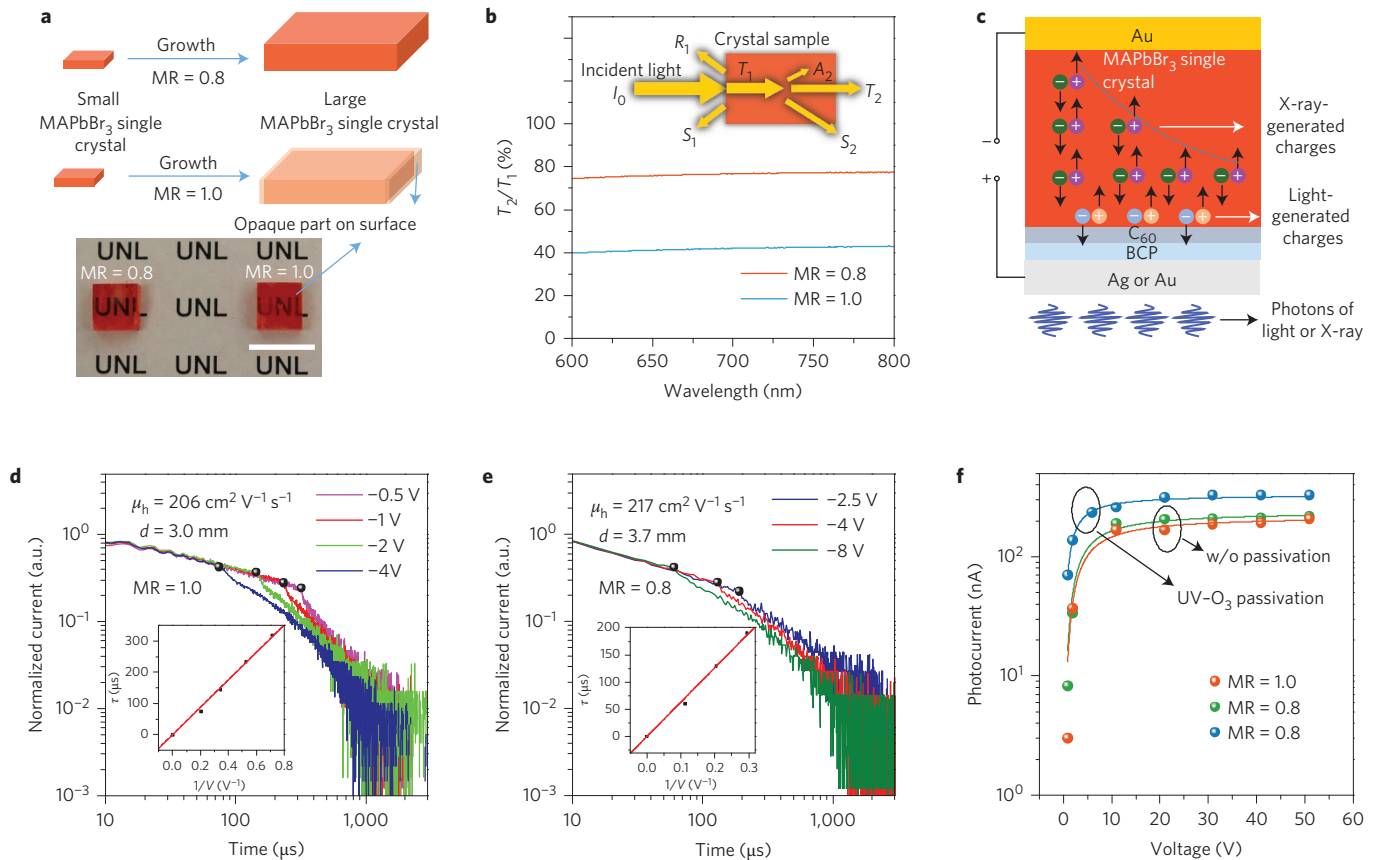 a
Growth
MR = 0.8
Small
MAPbBr₃ single
crystal
Large
MAPbBr₃ single crystal
Growth
MR = 1.0
Opaque part on surface
UNL UNL UNL
MR = 0.8 MR = 1.0
UNL UNL UNL
UNL UNL UNL
b
Crystal sample
R₁
Incident light
I₀
T₁
A₂
T₂
S₁
S₂
T₂/T₁ (%)
100
80
60
40
20
0
MR = 0.8
MR = 1.0
600 650 700 750 800
Wavelength (nm)
c
Au
MAPbBr₃ single
crystal
X-ray-
generated
charges
Light-
generated
charges
C₆₀
BCP
Ag or Au
Photons of
light or X-ray
d
μₕ = 206 cm² V⁻¹ s⁻¹
d = 3.0 mm
MR = 1.0
−0.5 V
−1 V
−2 V
−4V
Normalized current (a.u.)
10⁰
10⁻¹
10⁻²
10⁻³
10 100 1,000
Time (μs)
τ (μs)
300
200
100
0
0.0 0.2 0.4 0.6 0.8
1/V (V⁻¹)
e
μₕ = 217 cm² V⁻¹ s⁻¹
d = 3.7 mm
MR = 0.8
−2.5 V
−4 V
−8 V
Normalized current (a.u.)
10⁰
10⁻¹
10⁻²
10⁻³
10 100 1,000
Time (μs)
τ (μs)
200
150
100
50
0
0.0 0.1 0.2 0.3
1/V (V⁻¹)
f
Photocurrent (nA)
10²
10¹
10⁰
w/o passivation
UV–O₃ passivation
MR = 1.0
MR = 0.8
MR = 0.8
0 10 20 30 40 50 60
Voltage (V)